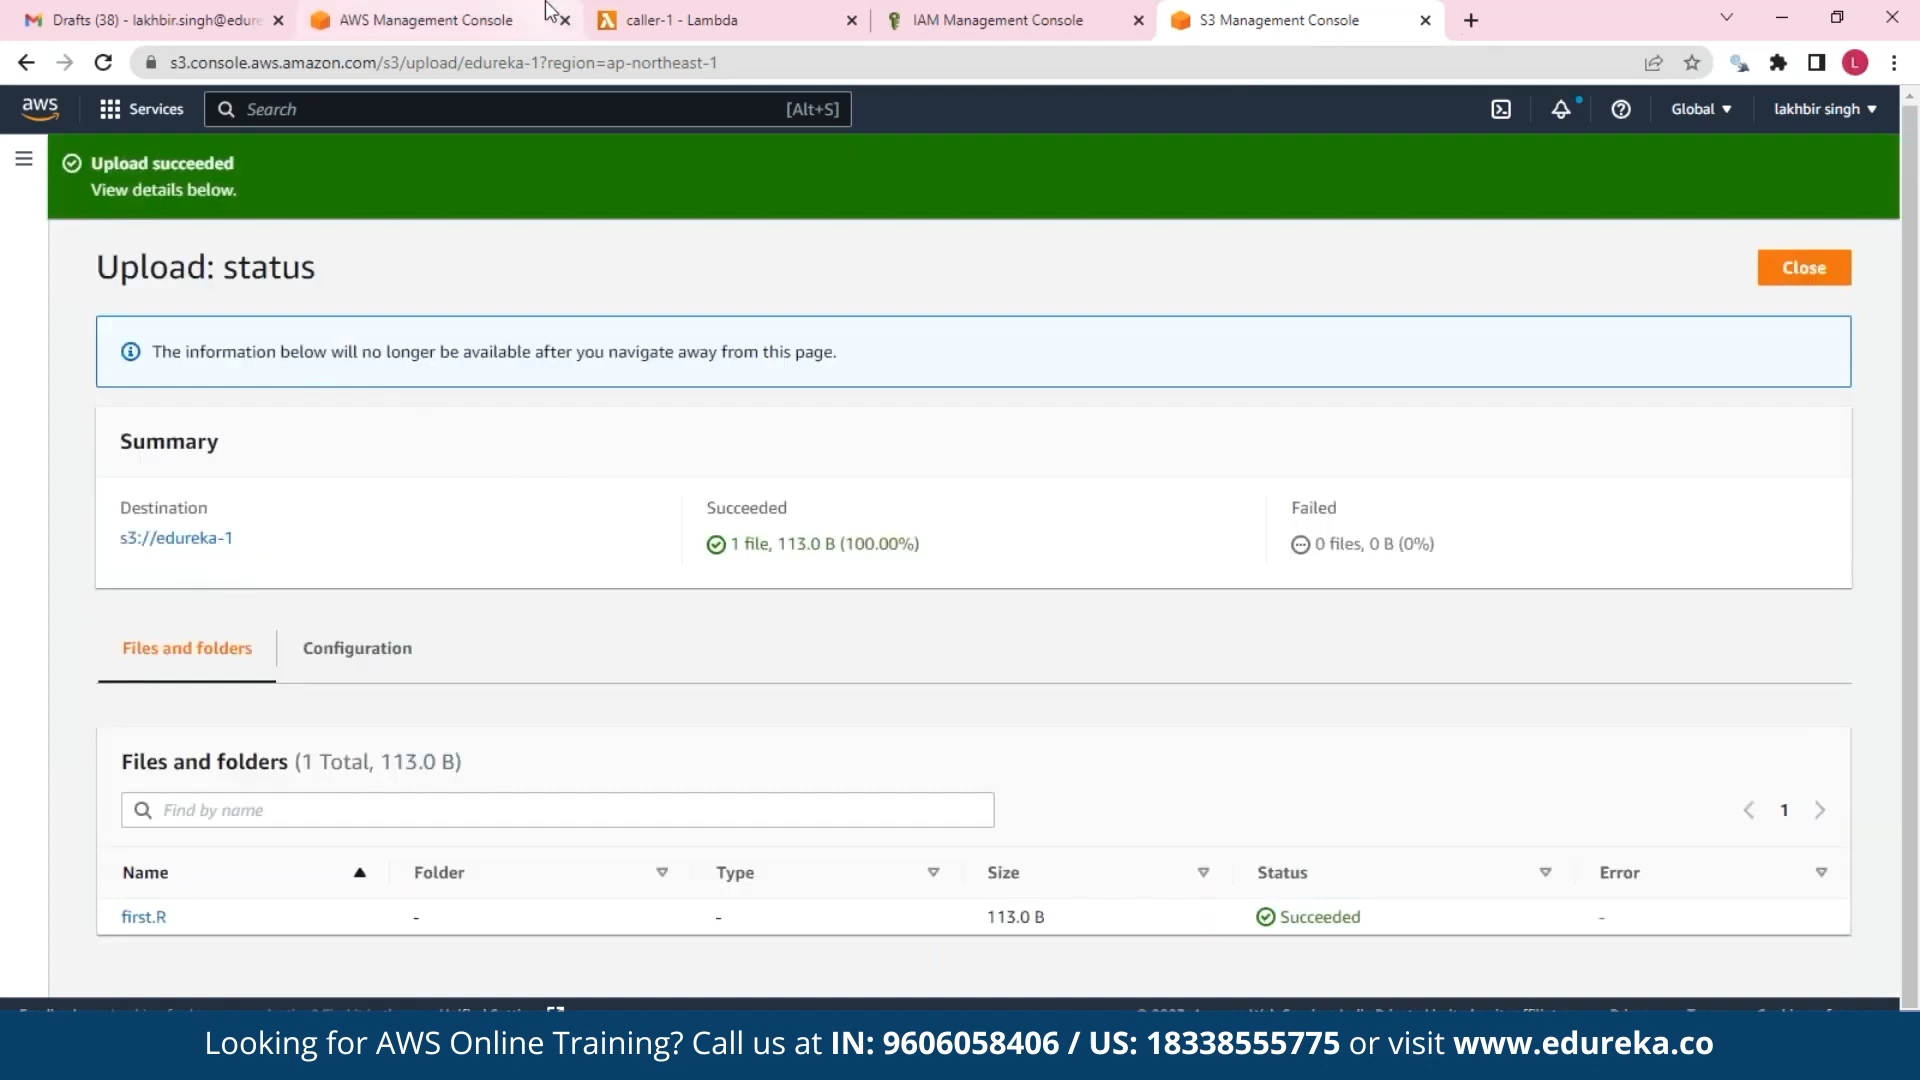 Drafts (38) - lakhbir.singh@edure
AWS Management Console
caller-1 - Lambda
IAM Management Console
S3 Management Console
s3.console.aws.amazon.com/s3/upload/edureka-1?region=ap-northeast-1
L
aws
Services
Search
[Alt+S]
Global
lakhbir singh
Upload succeeded
View details below.
Upload: status
Close
The information below will no longer be available after you navigate away from this page.
Summary
Destination
Succeeded
Failed
s3://edureka-1
1 file, 113.0 B (100.00%)
0 files, 0 B (0%)
Files and folders
Configuration
Files and folders (1 Total, 113.0 B)
Find by name
1
Name
Folder
Type
Size
Status
Error
first.R
-
-
113.0 B
Succeeded
-
Looking for AWS Online Training? Call us at IN: 9606058406 / US: 18338555775 or visit www.edureka.co